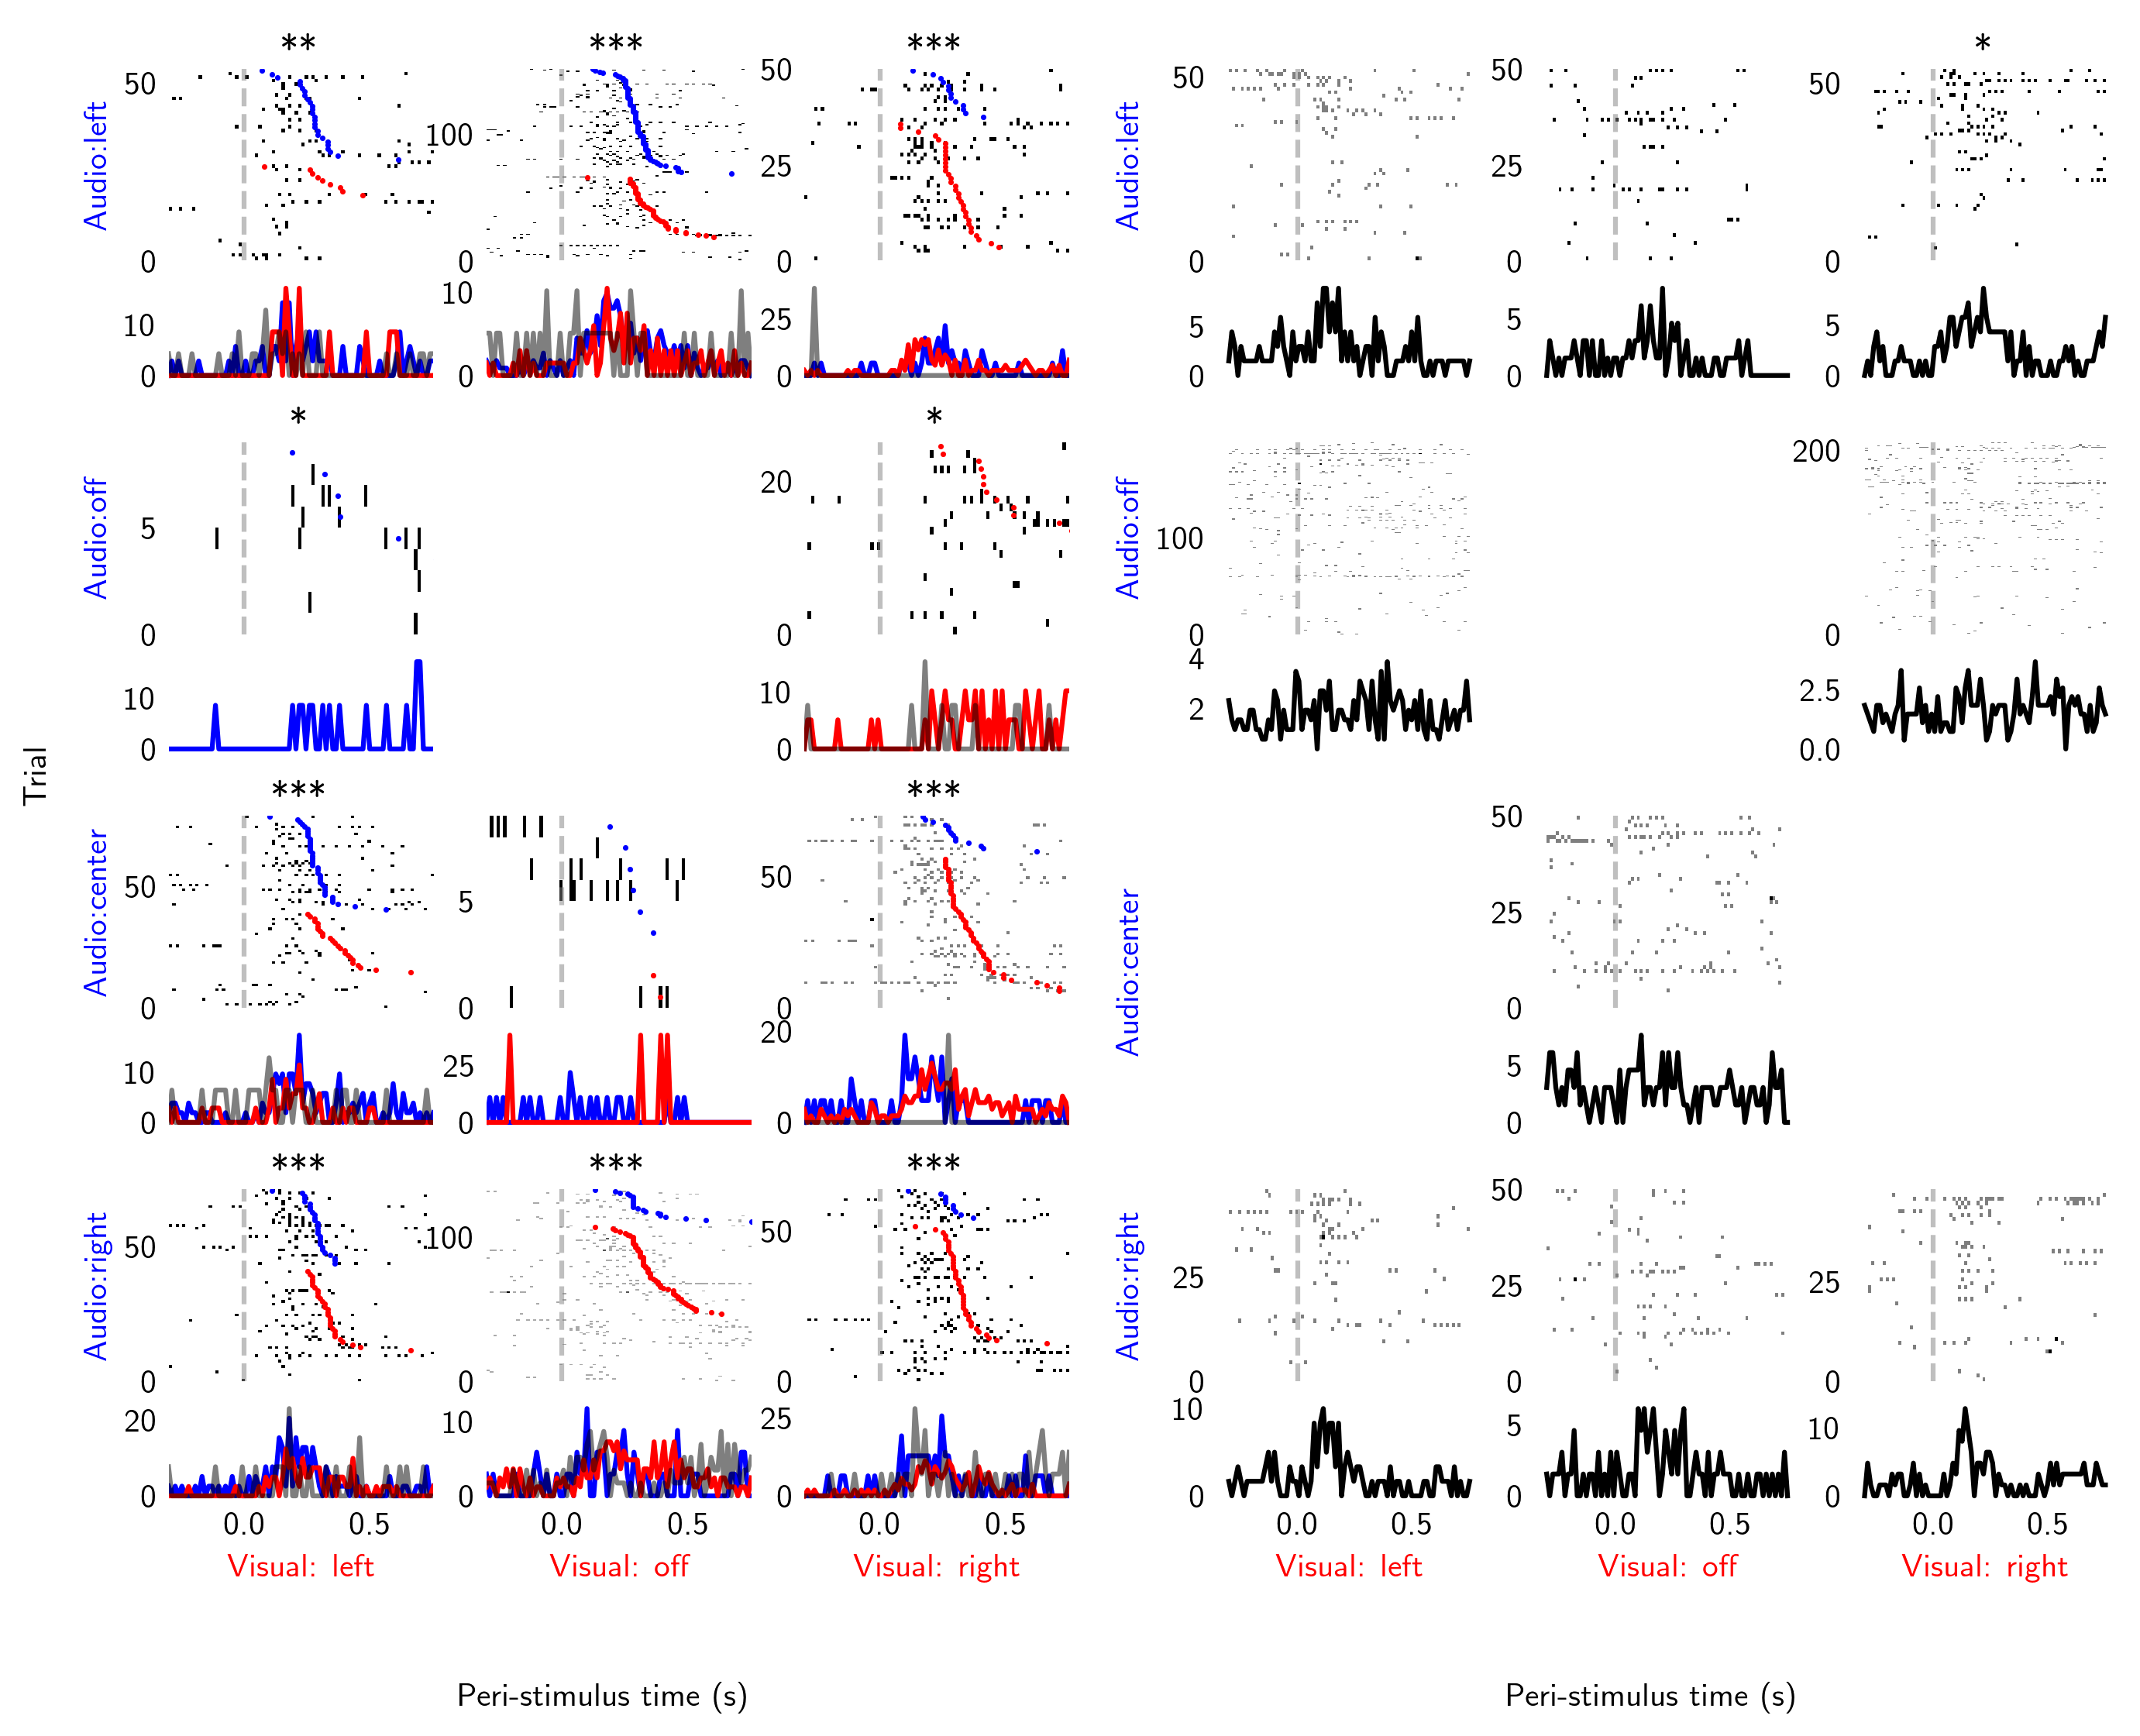 ** *** *** *
50 50 50 50 50
Audio:left 100 25 Audio:left 25
0 0 0 0 0 0
10 10 25 5 5 5
0 0 0 0 0 0
* *
Audio:off 5 20 Audio:off 100 200
0 0 0 0
10 10 4 2.5
2
0 0 0.0
Trial
*** ***
50 5 50 50
Audio:center Audio:center 25
0 0 0 0
10 25 20 5
0 0 0 0
*** *** ***
50 100 50 50
Audio:right Audio:right 25 25 25
0 0 0 0 0 0
20 10 25 10 5 10
0 0 0 0 0 0
0.0 0.5 0.0 0.5 0.0 0.5 0.0 0.5 0.0 0.5 0.0 0.5
Visual: left Visual: off Visual: right Visual: left Visual: off Visual: right
Peri-stimulus time (s) Peri-stimulus time (s)